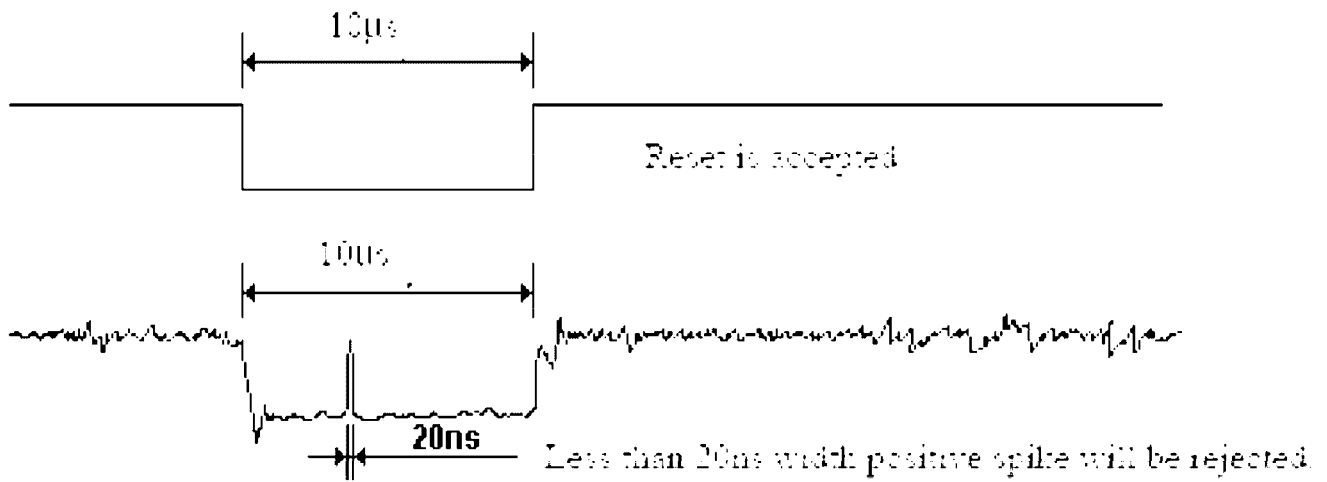 10µs
Reset is accepted
10µs
20ns
Less than 20ns width positive spike will be rejected.